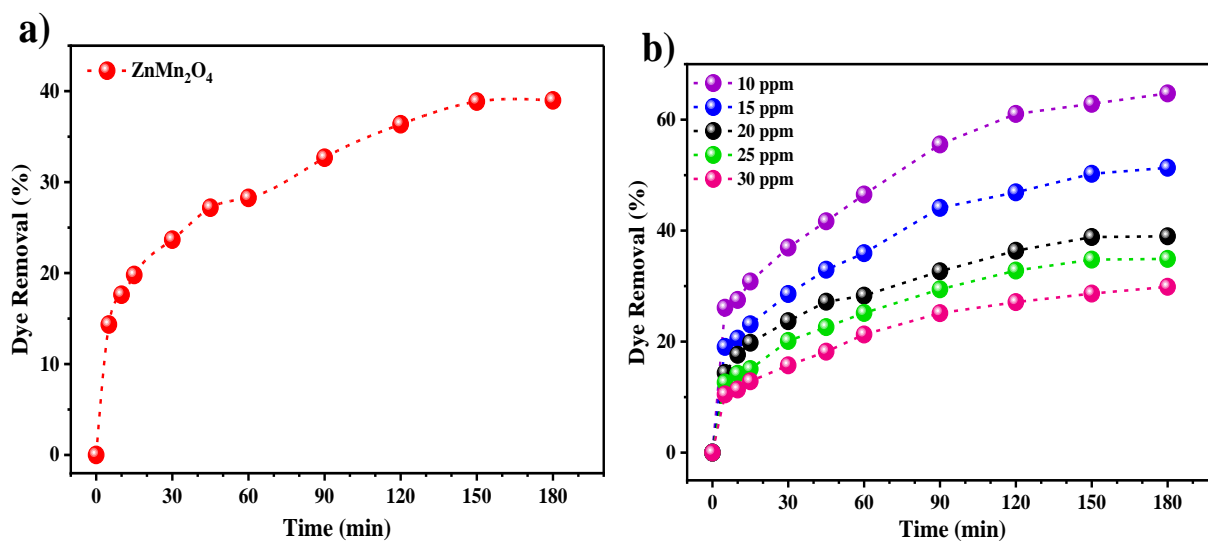 a)
ZnMn₂O₄
Dye Removal (%)
40
30
20
10
0
0 30 60 90 120 150 180
Time (min)
b)
10 ppm
15 ppm
20 ppm
25 ppm
30 ppm
Dye Removal (%)
60
40
20
0
0 30 60 90 120 150 180
Time (min)